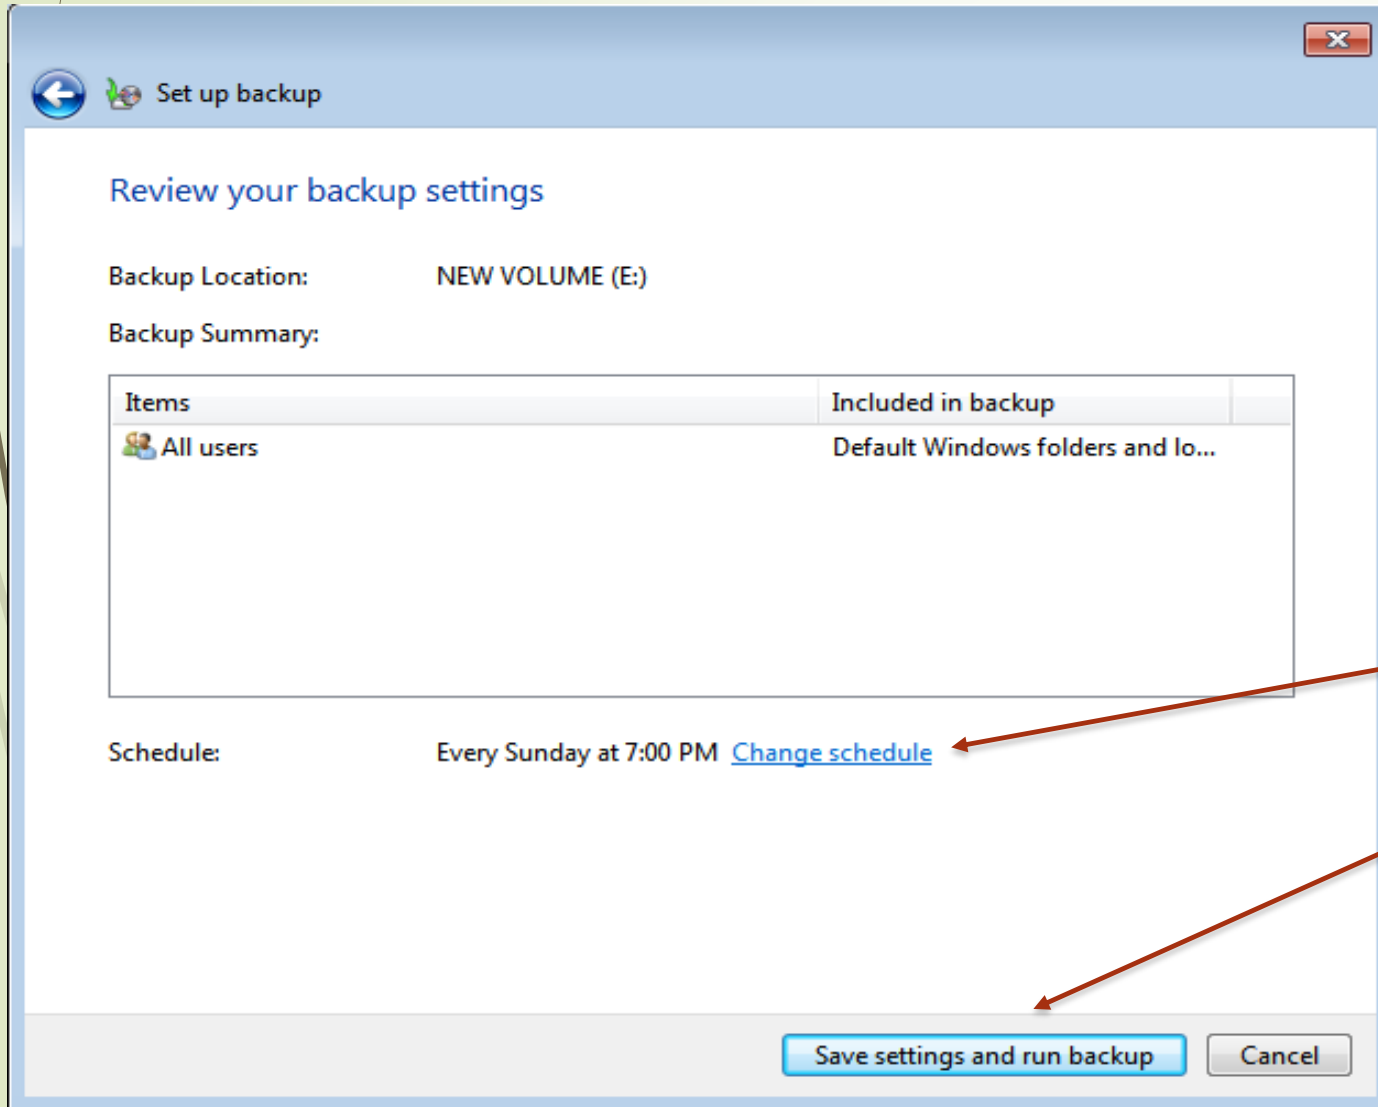 Set up backup
Review your backup settings
Backup Location: NEW VOLUME (E:)
Backup Summary:
Items Included in backup
All users Default Windows folders and lo...
Schedule: Every Sunday at 7:00 PM Change schedule
Save settings and run backup Cancel